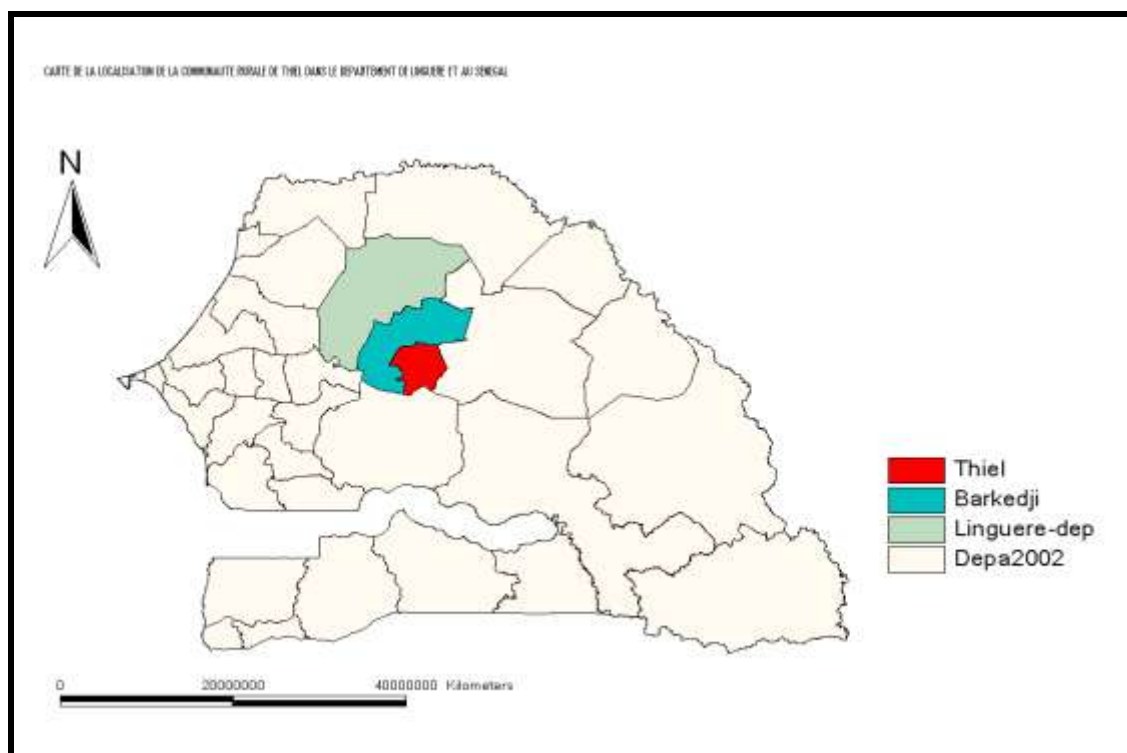 CARTE DE LA LOCALISATION DE LA COMMUNAUTE RURALE DE THIEL DANS LE DEPARTEMENT DE LINGUERE ET AU SENEGAL
N
Thiel
Barkedji
Linguere-dep
Depa2002
0 20000000 40000000 Kilometers